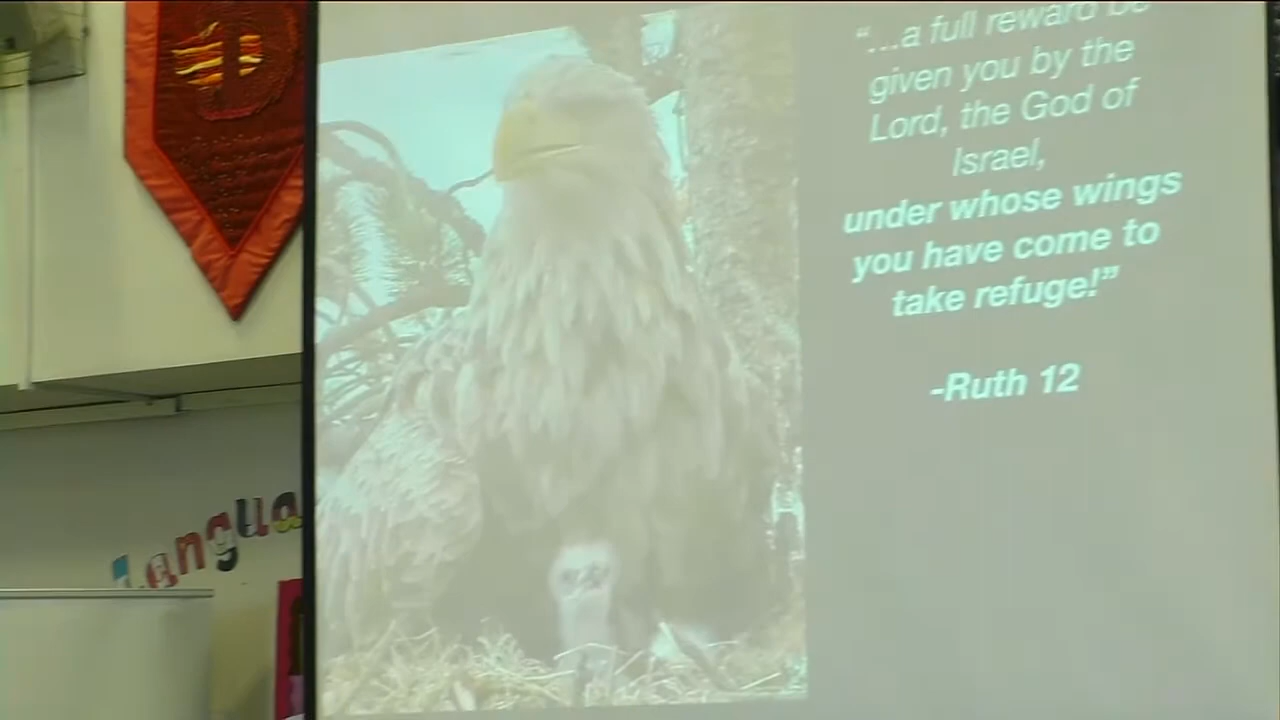 “...a full reward be
given you by the
Lord, the God of
Israel,
under whose wings
you have come to
take refuge!”
-Ruth 12
Langua